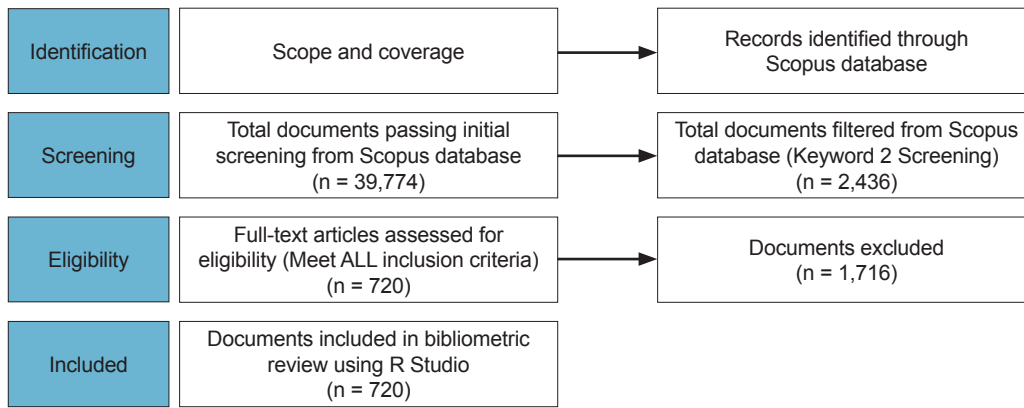 Identification
Scope and coverage
Records identified through
Scopus database
Screening
Total documents passing initial
screening from Scopus database
(n = 39,774)
Total documents filtered from Scopus
database (Keyword 2 Screening)
(n = 2,436)
Eligibility
Full-text articles assessed for
eligibility (Meet ALL inclusion criteria)
(n = 720)
Documents excluded
(n = 1,716)
Included
Documents included in bibliometric
review using R Studio
(n = 720)